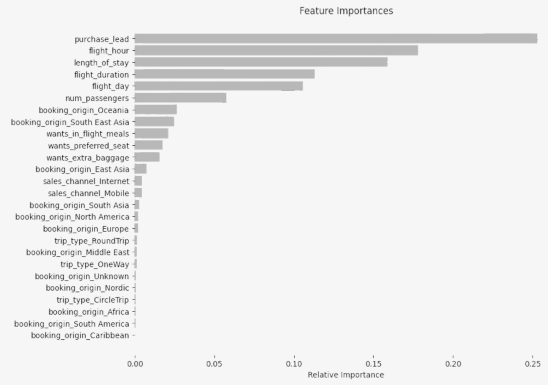 Feature Importances
purchase_lead
flight_hour
length_of_stay
flight_duration
flight_day
num_passengers
booking_origin_Oceania
booking_origin_South East Asia
wants_in_flight_meals
wants_preferred_seat
wants_extra_baggage
booking_origin_East Asia
sales_channel_Internet
sales_channel_Mobile
booking_origin_South Asia
booking_origin_North America
booking_origin_Europe
trip_type_RoundTrip
booking_origin_Middle East
trip_type_OneWay
booking_origin_Unknown
booking_origin_Nordic
trip_type_CircleTrip
booking_origin_Africa
booking_origin_South America
booking_origin_Caribbean
0.00 0.05 0.10 0.15 0.20 0.25
Relative Importance